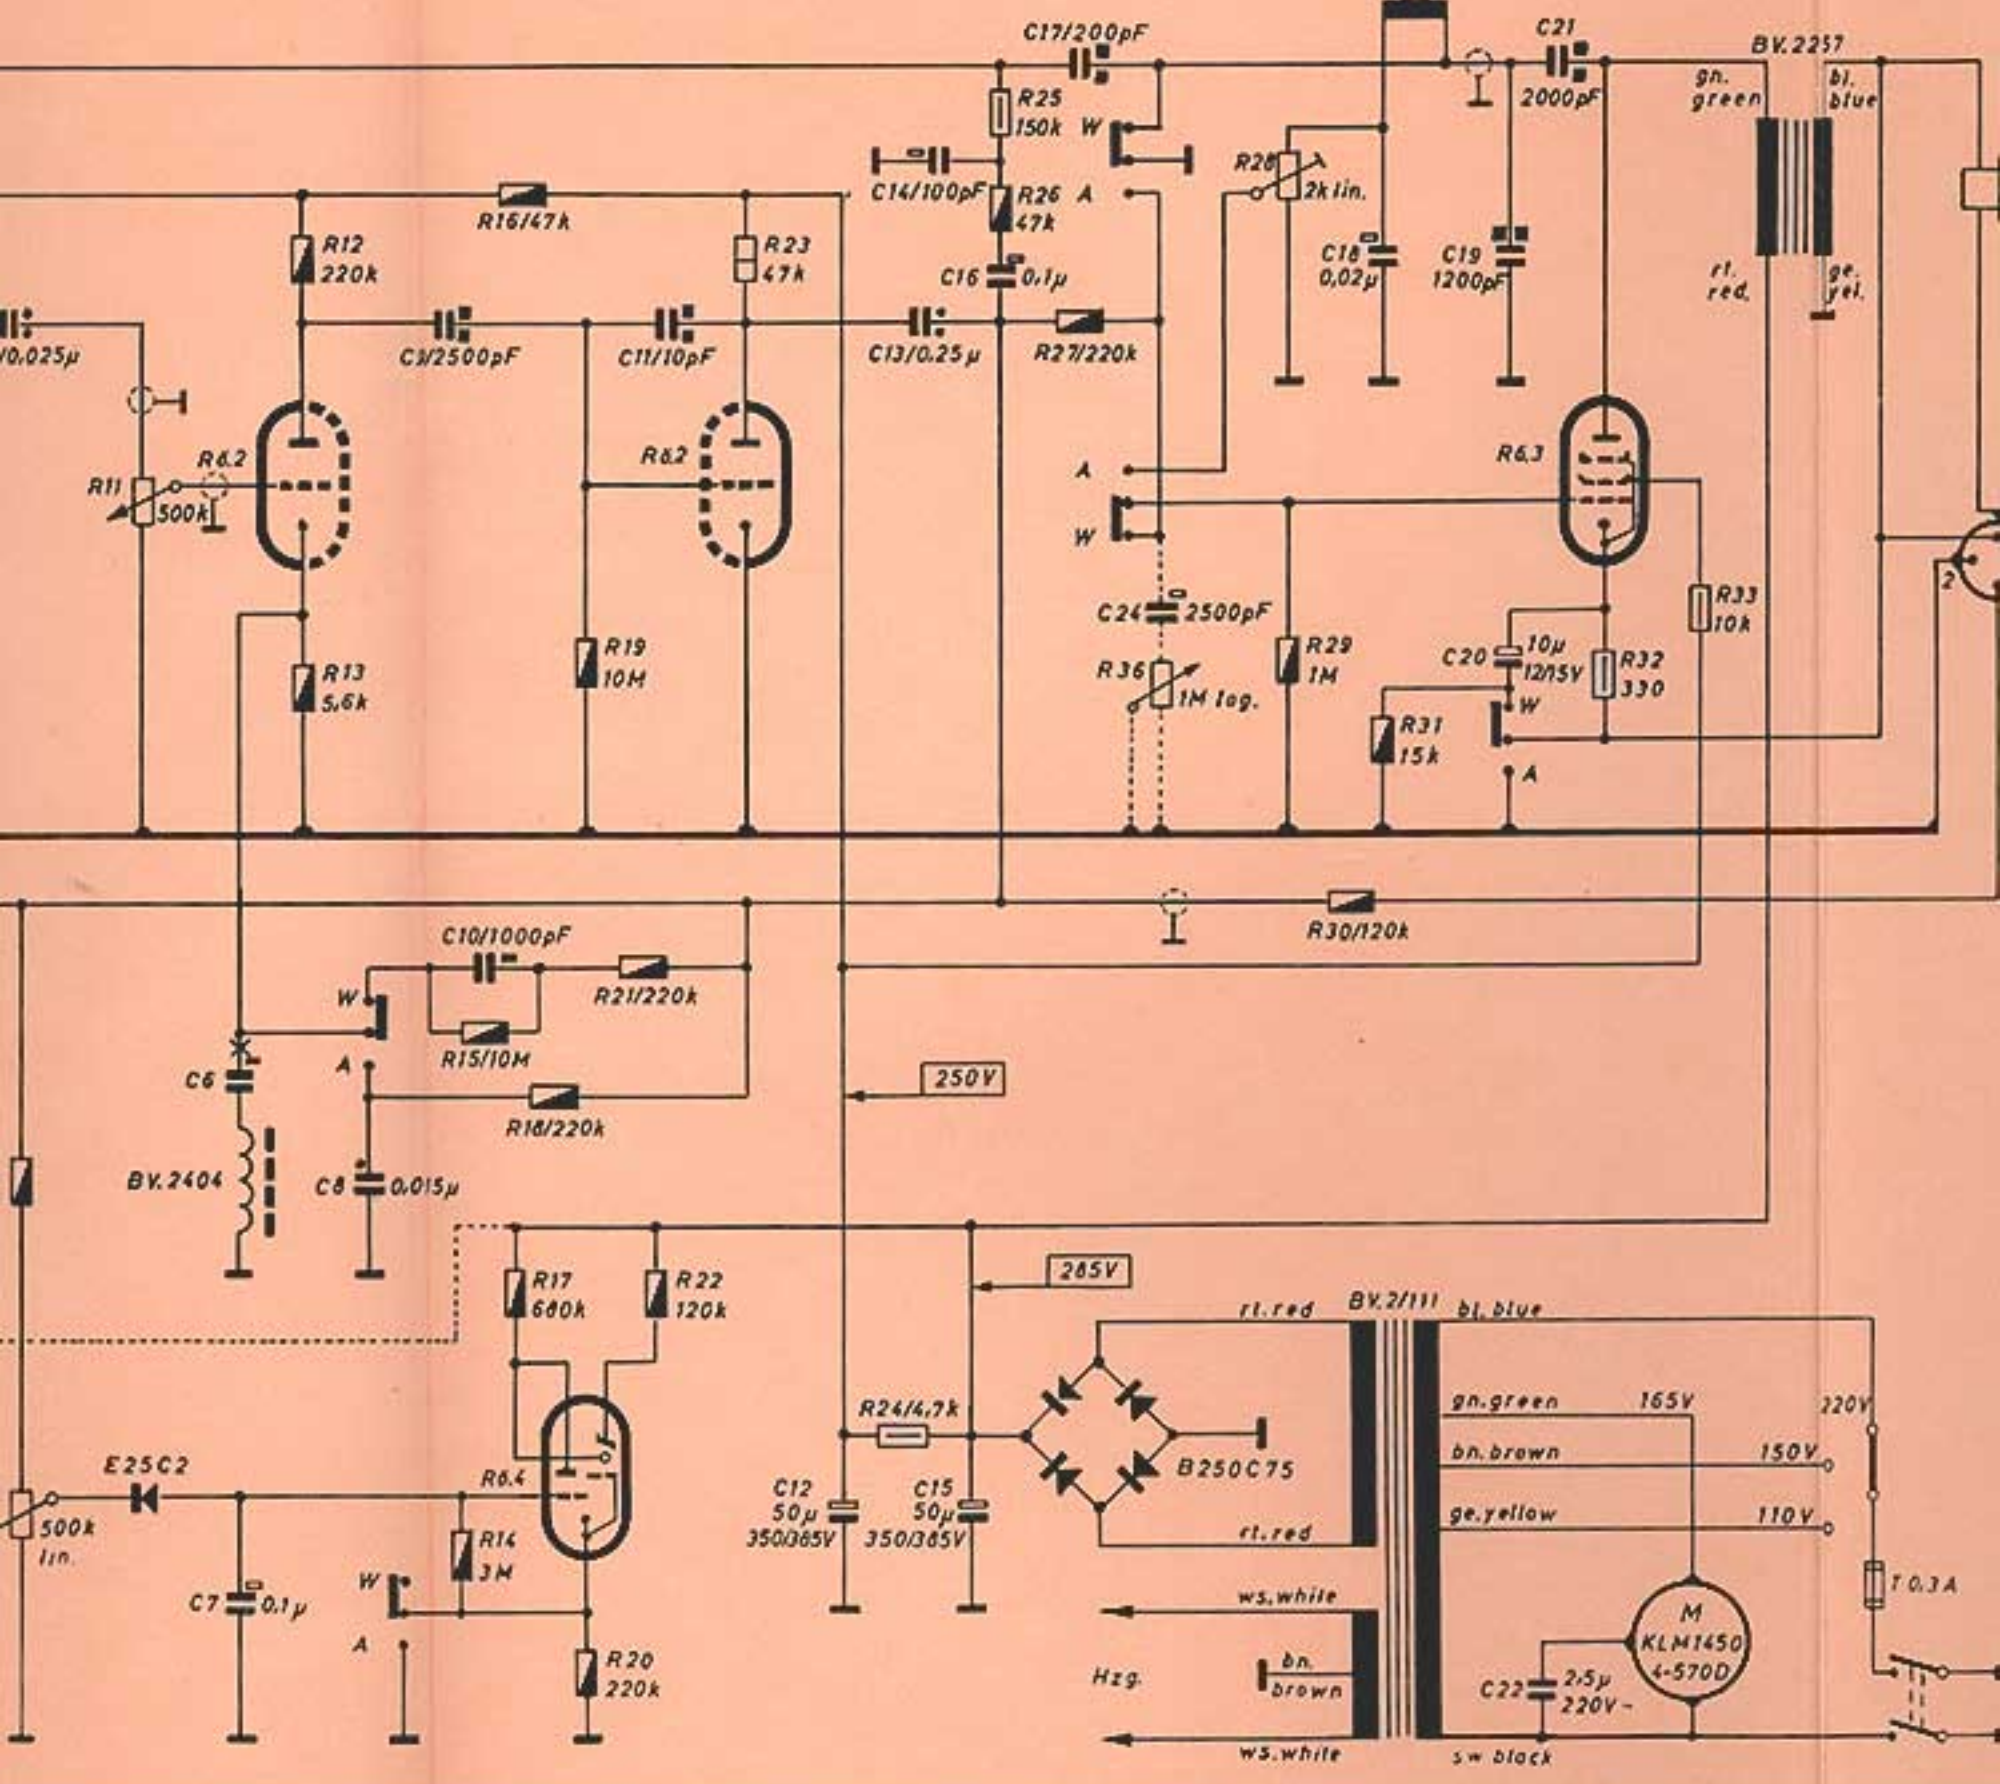 C17/200pF
C21
2000pF
BV.2257
gn.
green
bl.
blue
R25
150k
W
C14/100pF
R26
47k
A
R28
2k lin.
R16/47k
R12
220k
R23
47k
C16
0,1µ
C18
0,02µ
C19
1200pF
rt.
red.
ge.
yel.
/0,025µ
C9/2500pF
C11/10pF
C13/0,25µ
R27/220k
R11
500k
Rö.2
Rö.2
A
W
Rö.3
2
C24
2500pF
R33
10k
R13
5,6k
R19
10M
R36
1M log.
R29
1M
C20
10µ
12/15V
R32
330
W
R31
15k
A
R30/120k
C10/1000pF
W
R21/220k
R15/10M
A
C6
250V
R18/220k
BV.2404
C8
0,015µ
R17
680k
R22
120k
285V
rt.red
BV.2/111
bl.blue
R24/4,7k
gn.green
165V
220V
E25C2
Rö.4
B250C75
bn.brown
150V
C12
50µ
350/385V
C15
50µ
350/385V
500k
lin.
R14
3M
rt.red
ge.yellow
110V
W
C7
0,1µ
A
ws.white
T 0,3A
R20
220k
Hzg.
bn.
brown
M
KLM1450
4-570D
C22
2,5µ
220V~
ws.white
sw black